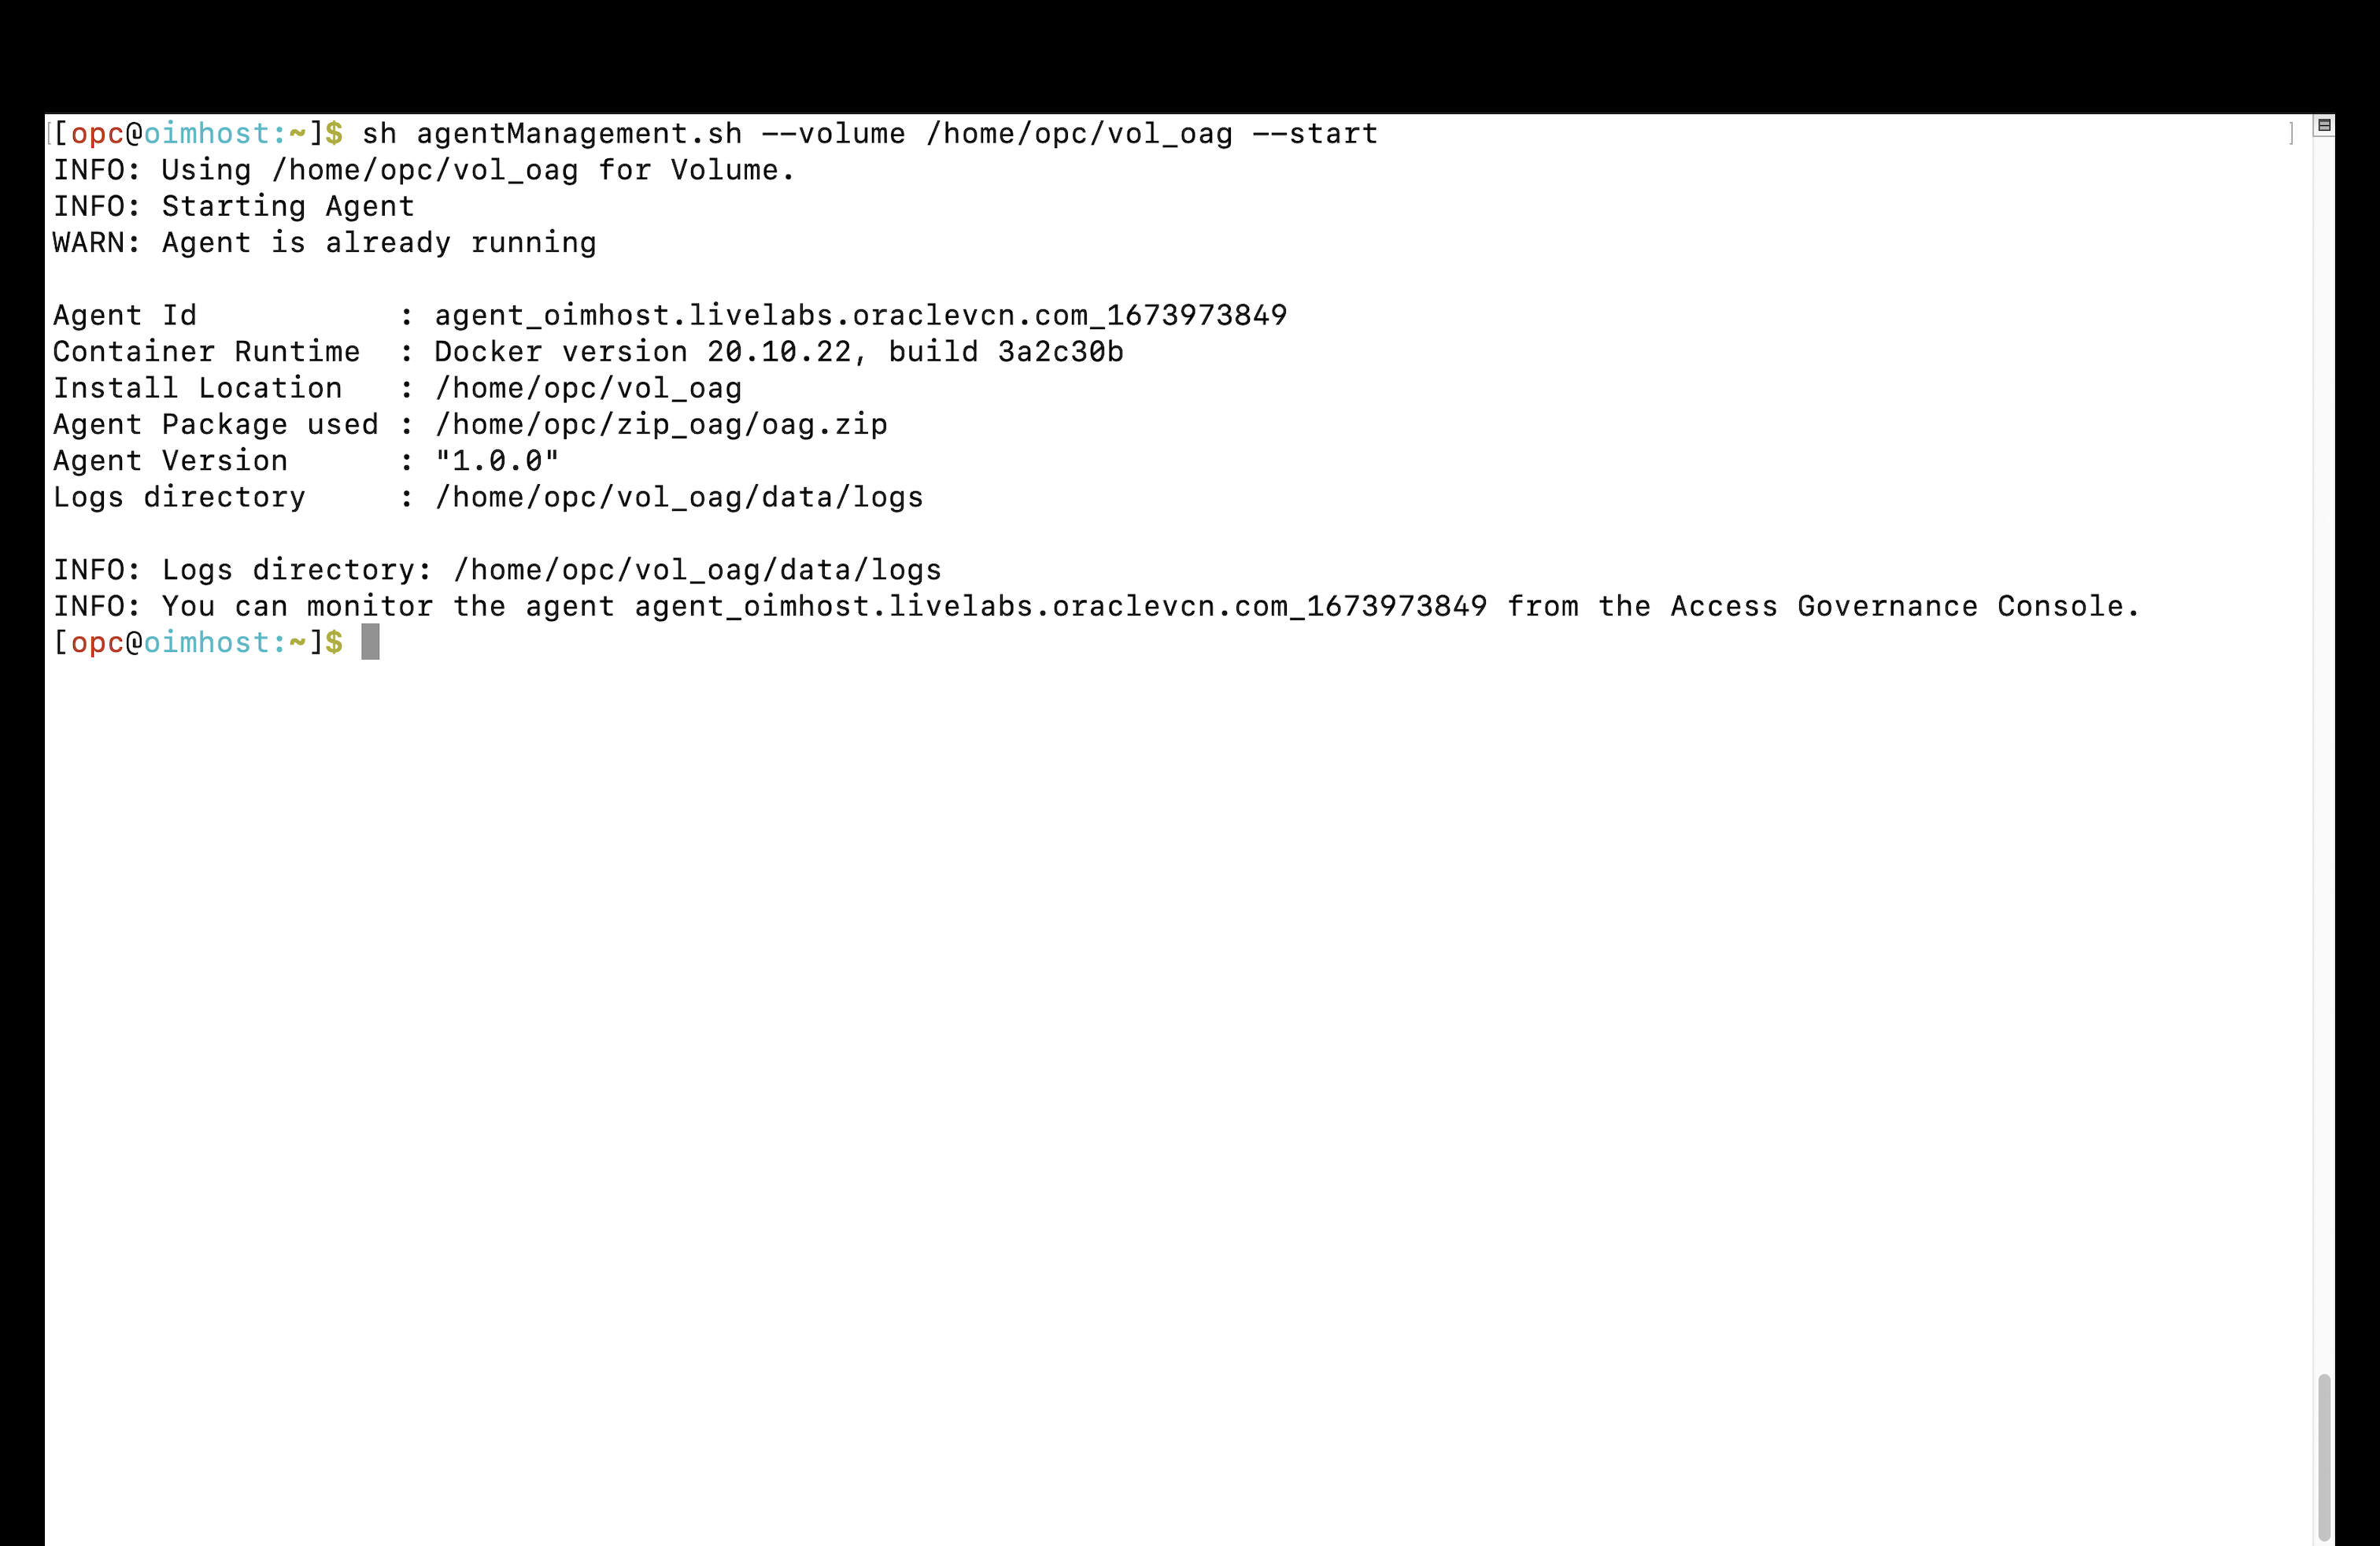 [opc@oimhost:~]$ sh agentManagement.sh --volume /home/opc/vol_oag --start
INFO: Using /home/opc/vol_oag for Volume.
INFO: Starting Agent
WARN: Agent is already running
Agent Id           : agent_oimhost.livelabs.oraclevcn.com_1673973849
Container Runtime  : Docker version 20.10.22, build 3a2c30b
Install Location   : /home/opc/vol_oag
Agent Package used : /home/opc/zip_oag/oag.zip
Agent Version      : "1.0.0"
Logs directory     : /home/opc/vol_oag/data/logs
INFO: Logs directory: /home/opc/vol_oag/data/logs
INFO: You can monitor the agent agent_oimhost.livelabs.oraclevcn.com_1673973849 from the Access Governance Console.
[opc@oimhost:~]$